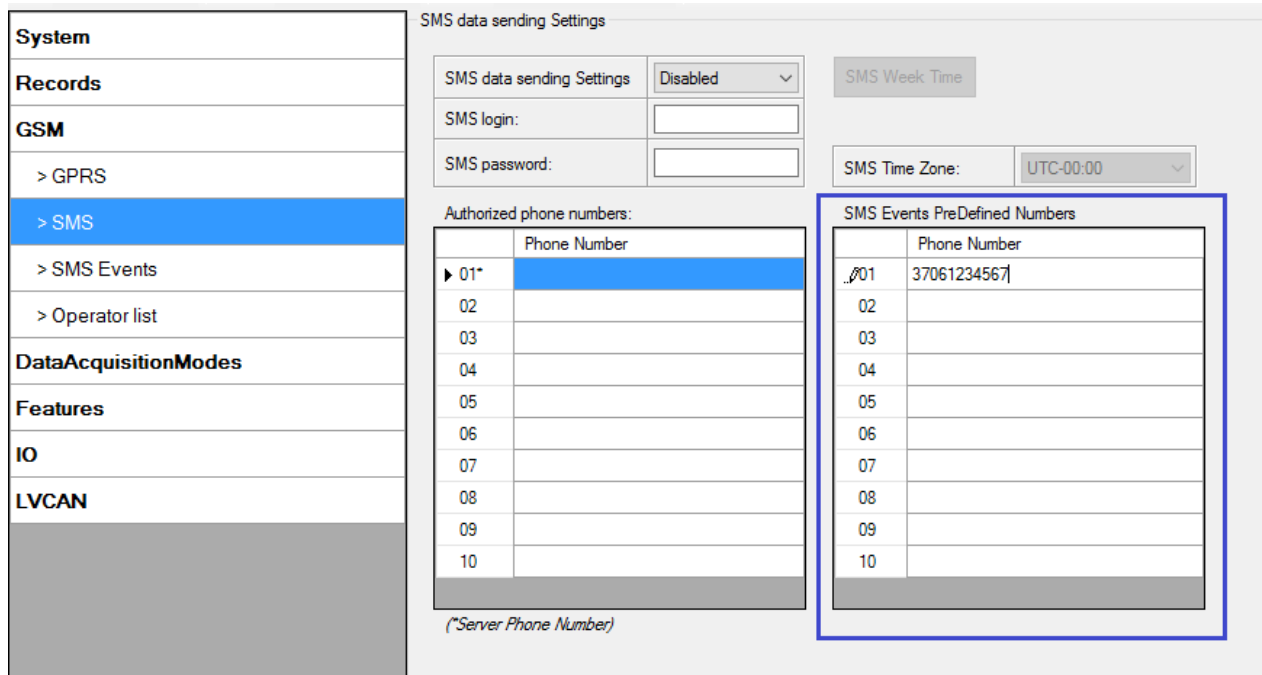 System
Records
GSM
> GPRS
> SMS
> SMS Events
> Operator list
DataAcquisitionModes
Features
IO
LVCAN
SMS data sending Settings
SMS data sending Settings Disabled SMS Week Time
SMS login:
SMS password: SMS Time Zone: UTC-00:00
Authorized phone numbers:
Phone Number
01*
02
03
04
05
06
07
08
09
10
(*Server Phone Number)
SMS Events PreDefined Numbers
Phone Number
01 37061234567
02
03
04
05
06
07
08
09
10